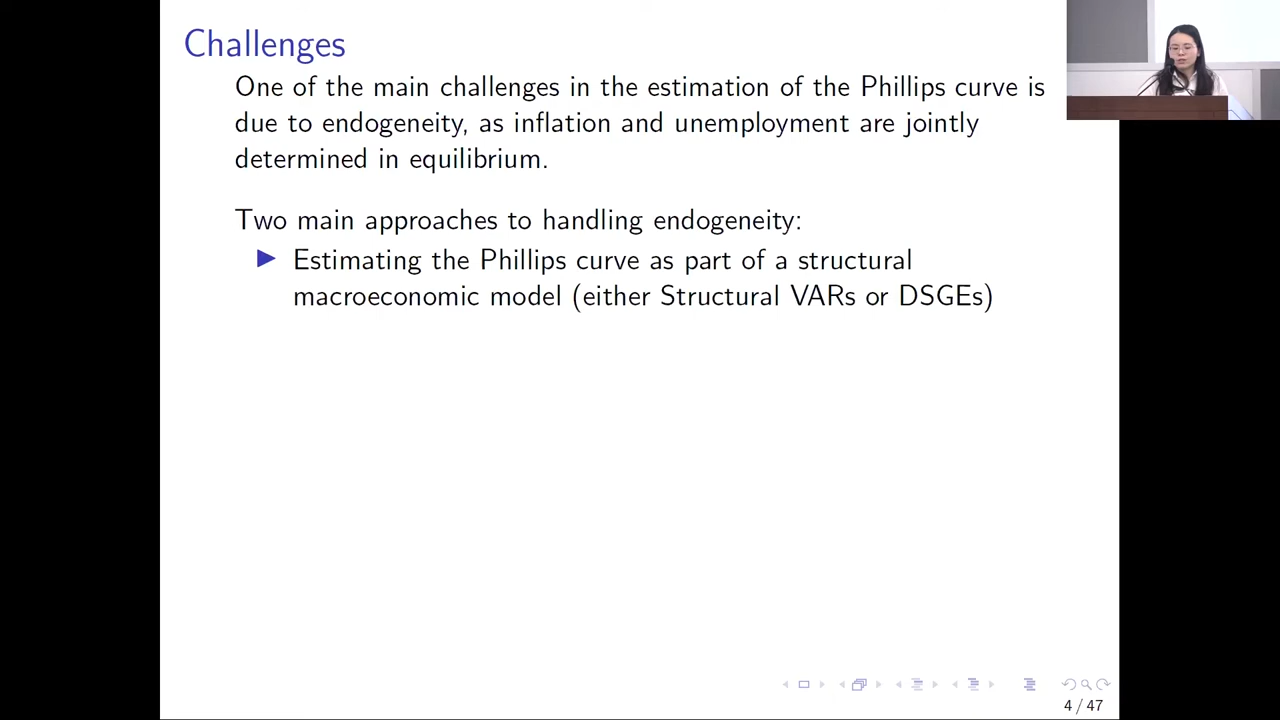 Challenges
One of the main challenges in the estimation of the Phillips curve is
due to endogeneity, as inflation and unemployment are jointly
determined in equilibrium.
Two main approaches to handling endogeneity:
Estimating the Phillips curve as part of a structural
macroeconomic model (either Structural VARs or DSGEs)
4 / 47